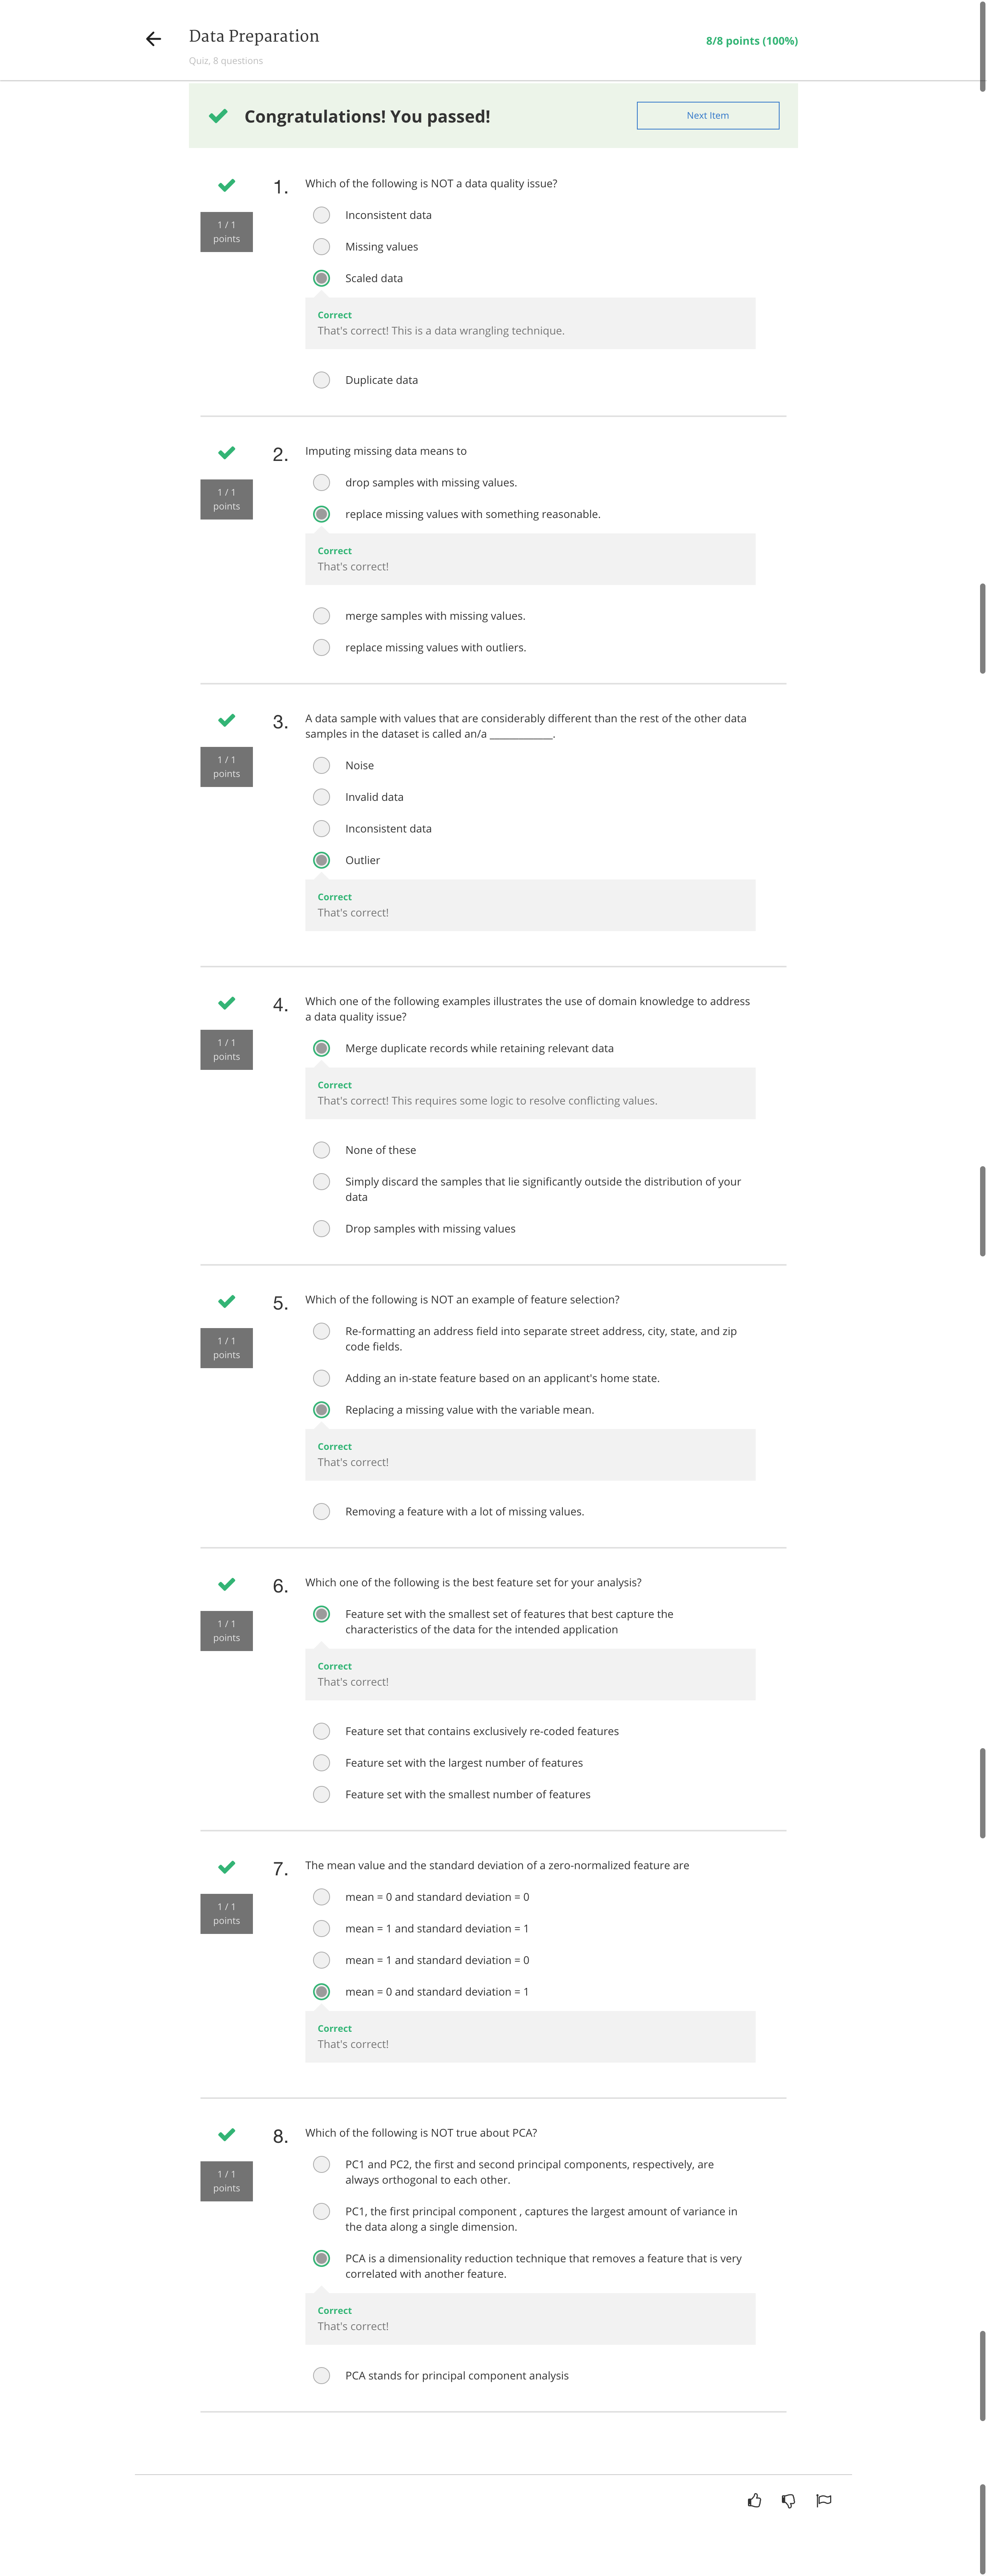 Data Preparation
8/8 points (100%)
Quiz, 8 questions
Congratulations! You passed!
Next Item
1 / 1
points
1.
Which of the following is NOT a data quality issue?
Inconsistent data
Missing values
Scaled data
Correct
That's correct! This is a data wrangling technique.
Duplicate data
1 / 1
points
2.
Imputing missing data means to
drop samples with missing values.
replace missing values with something reasonable.
Correct
That's correct!
merge samples with missing values.
replace missing values with outliers.
1 / 1
points
3.
A data sample with values that are considerably different than the rest of the other data
samples in the dataset is called an/a ____________.
Noise
Invalid data
Inconsistent data
Outlier
Correct
That's correct!
1 / 1
points
4.
Which one of the following examples illustrates the use of domain knowledge to address
a data quality issue?
Merge duplicate records while retaining relevant data
Correct
That's correct! This requires some logic to resolve conflicting values.
None of these
Simply discard the samples that lie significantly outside the distribution of your
data
Drop samples with missing values
1 / 1
points
5.
Which of the following is NOT an example of feature selection?
Re-formatting an address field into separate street address, city, state, and zip
code fields.
Adding an in-state feature based on an applicant's home state.
Replacing a missing value with the variable mean.
Correct
That's correct!
Removing a feature with a lot of missing values.
1 / 1
points
6.
Which one of the following is the best feature set for your analysis?
Feature set with the smallest set of features that best capture the
characteristics of the data for the intended application
Correct
That's correct!
Feature set that contains exclusively re-coded features
Feature set with the largest number of features
Feature set with the smallest number of features
1 / 1
points
7.
The mean value and the standard deviation of a zero-normalized feature are
mean = 0 and standard deviation = 0
mean = 1 and standard deviation = 1
mean = 1 and standard deviation = 0
mean = 0 and standard deviation = 1
Correct
That's correct!
1 / 1
points
8.
Which of the following is NOT true about PCA?
PC1 and PC2, the first and second principal components, respectively, are
always orthogonal to each other.
PC1, the first principal component , captures the largest amount of variance in
the data along a single dimension.
PCA is a dimensionality reduction technique that removes a feature that is very
correlated with another feature.
Correct
That's correct!
PCA stands for principal component analysis